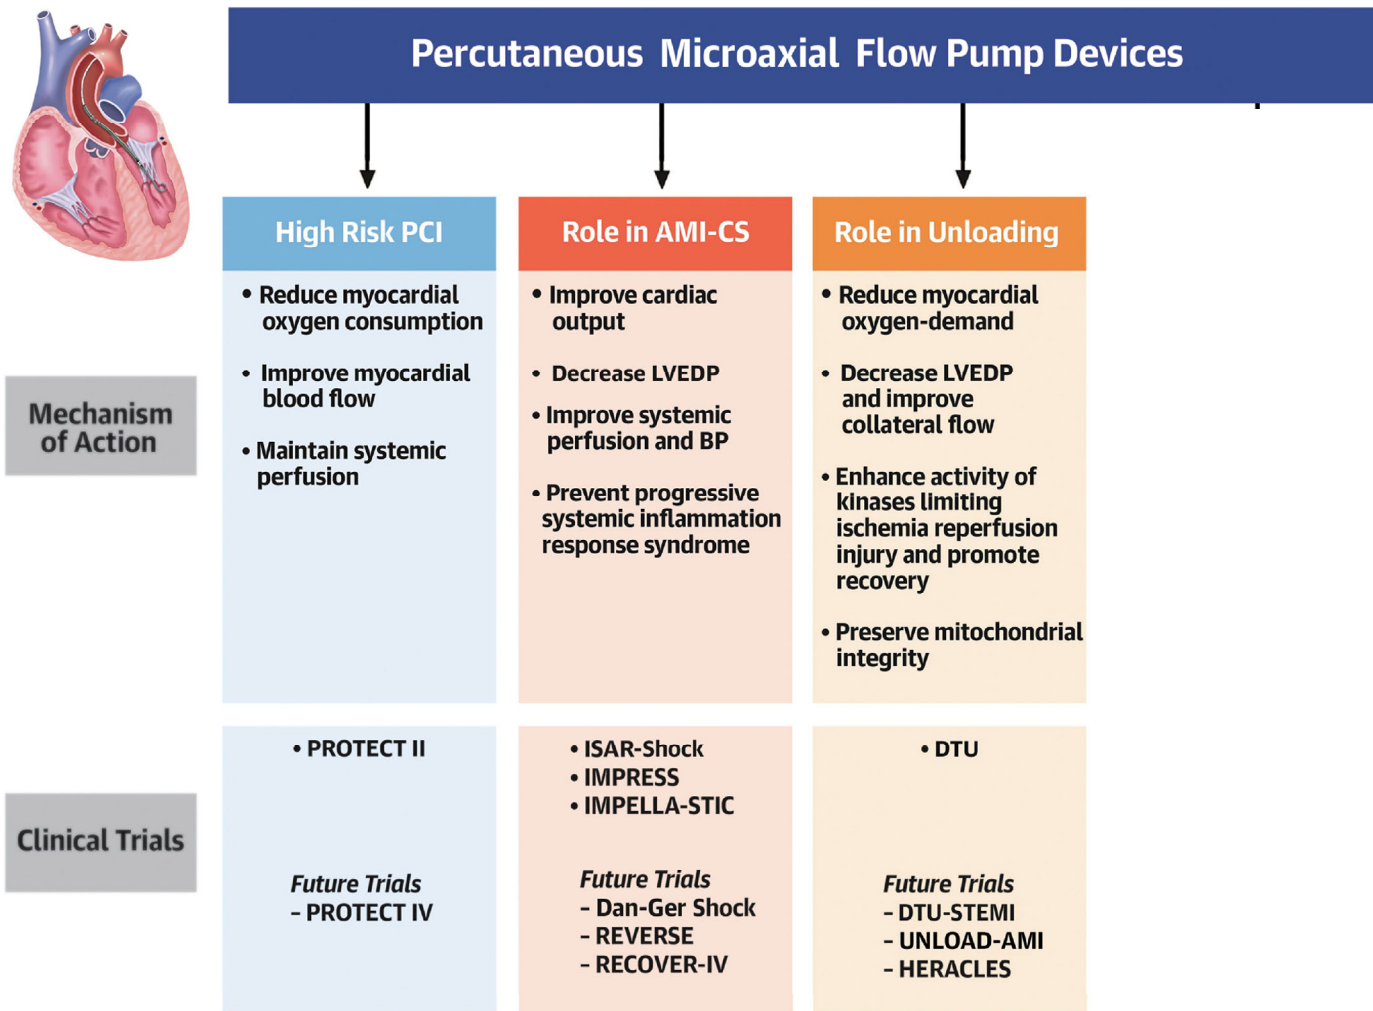 Percutaneous Microaxial Flow Pump Devices
High Risk PCI
Role in AMI-CS
Role in Unloading
Mechanism
of Action
• Reduce myocardial
oxygen consumption
• Improve myocardial
blood flow
• Maintain systemic
perfusion
• Improve cardiac
output
• Decrease LVEDP
• Improve systemic
perfusion and BP
• Prevent progressive
systemic inflammation
response syndrome
• Reduce myocardial
oxygen-demand
• Decrease LVEDP
and improve
collateral flow
• Enhance activity of
kinases limiting
ischemia reperfusion
injury and promote
recovery
• Preserve mitochondrial
integrity
Clinical Trials
• PROTECT II
Future Trials
– PROTECT IV
• ISAR-Shock
• IMPRESS
• IMPELLA-STIC
Future Trials
– Dan-Ger Shock
– REVERSE
– RECOVER-IV
• DTU
Future Trials
– DTU-STEMI
– UNLOAD-AMI
– HERACLES